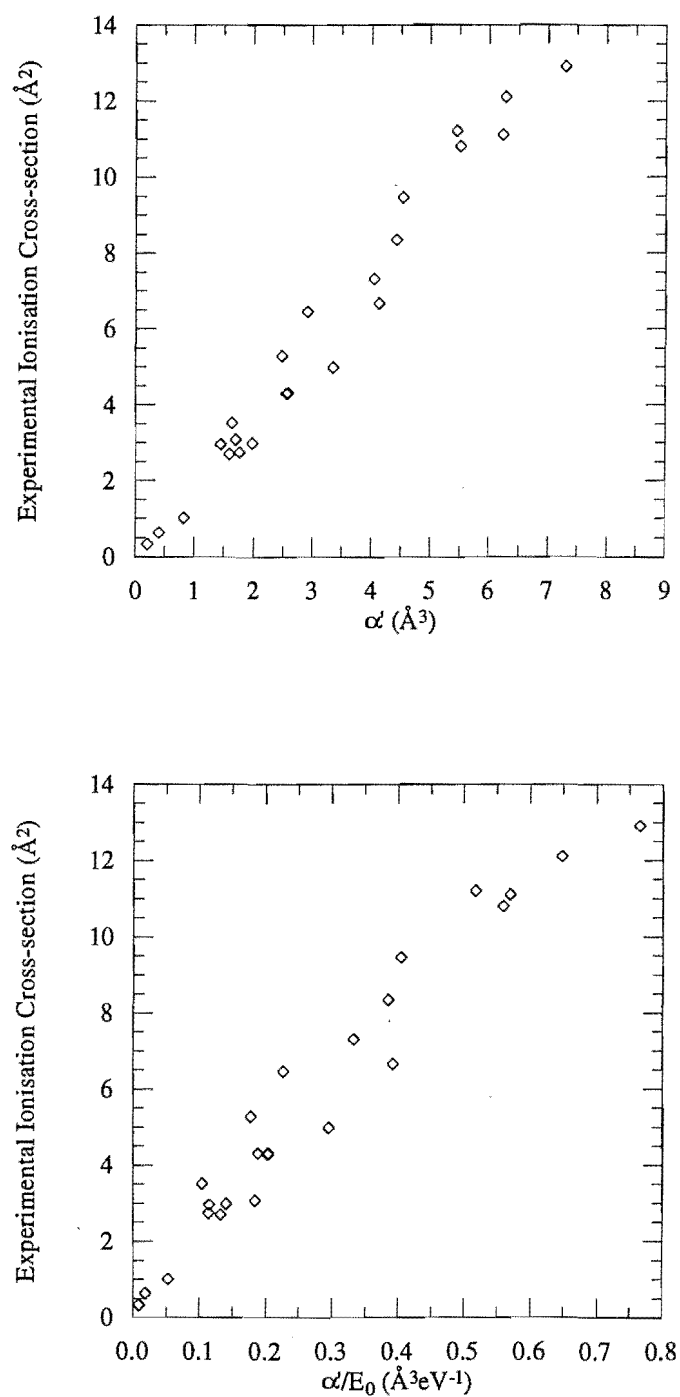 14
12
10
8
6
4
2
0
Experimental Ionisation Cross-section (Å²)
0 1 2 3 4 5 6 7 8 9
α' (Å³)
14
12
10
8
6
4
2
0
Experimental Ionisation Cross-section (Å²)
0.0 0.1 0.2 0.3 0.4 0.5 0.6 0.7 0.8
α'/E₀ (Å³eV⁻¹)